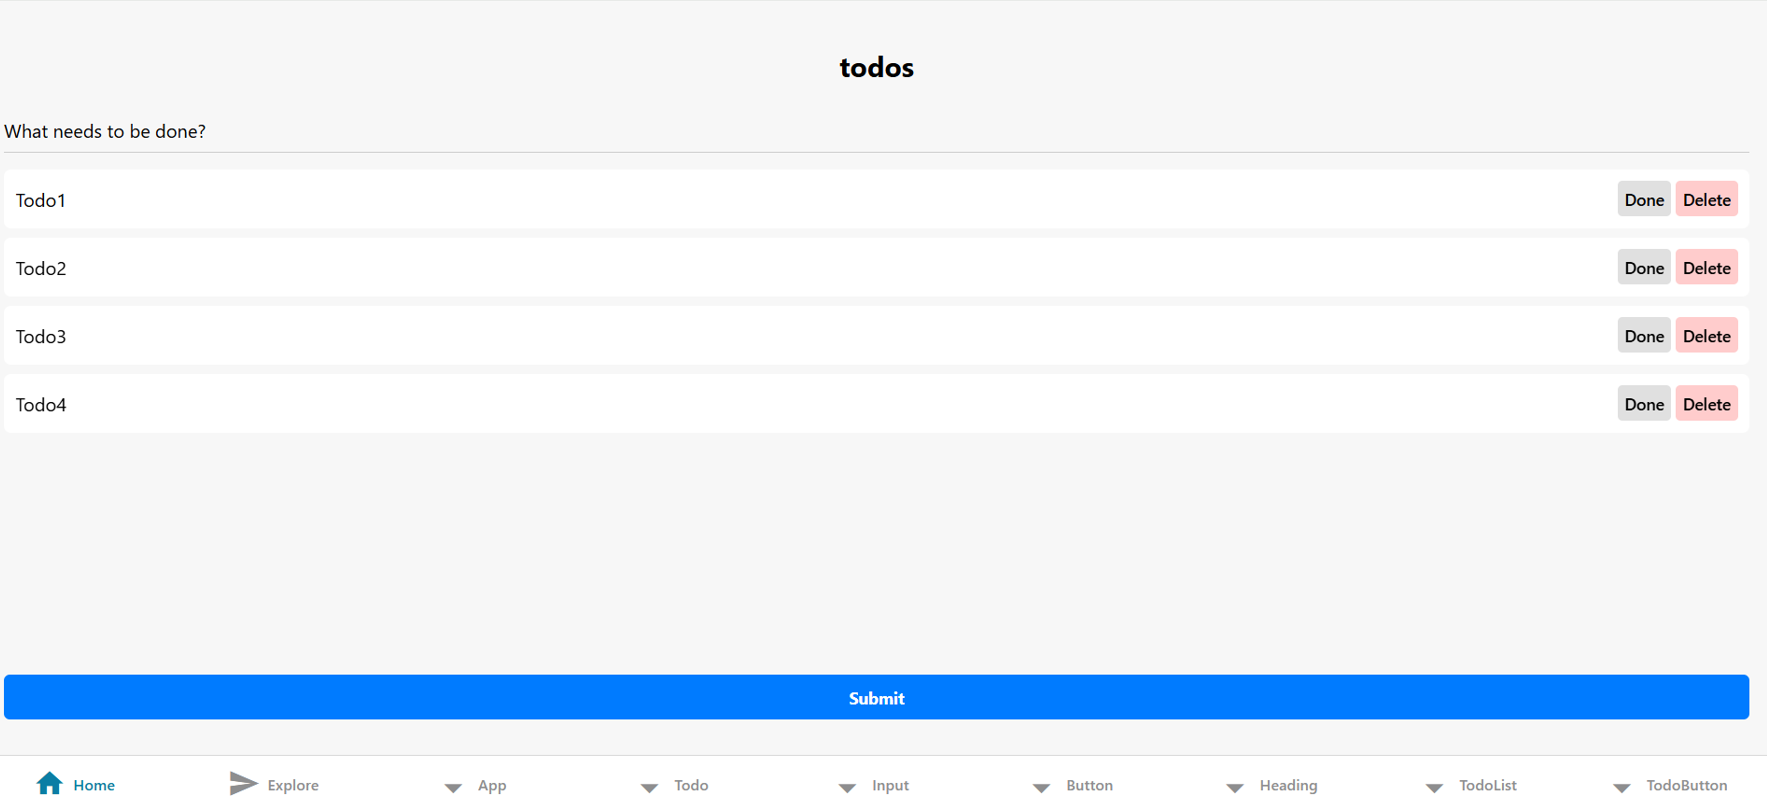 todos
What needs to be done?
Todo1 Done Delete
Todo2 Done Delete
Todo3 Done Delete
Todo4 Done Delete
Submit
Home Explore App Todo Input Button Heading TodoList TodoButton